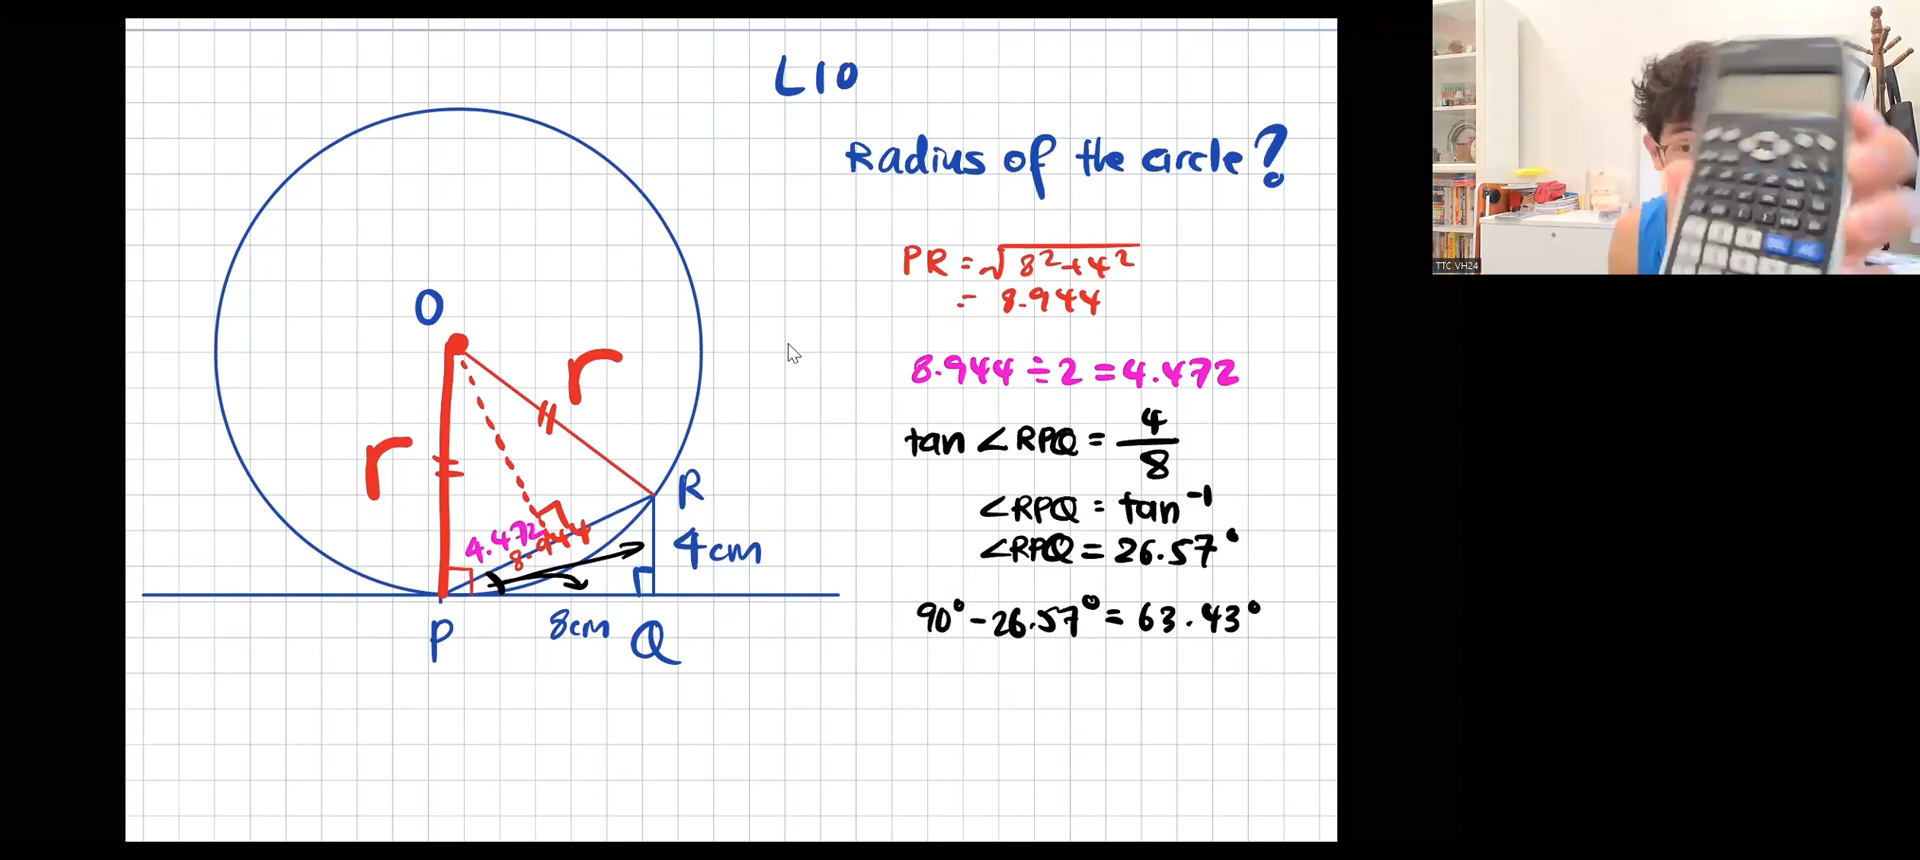 L10
Radius of the circle?
PR = √8²+4²
= 8.944
8.944 ÷ 2 = 4.472
tan ∠RPQ = 4/8
∠RPQ = tan⁻¹
∠RPQ = 26.57°
90° - 26.57° = 63.43°
O
r
r
R
4.472
8.944
4cm
8cm
P
Q
TTC VH24